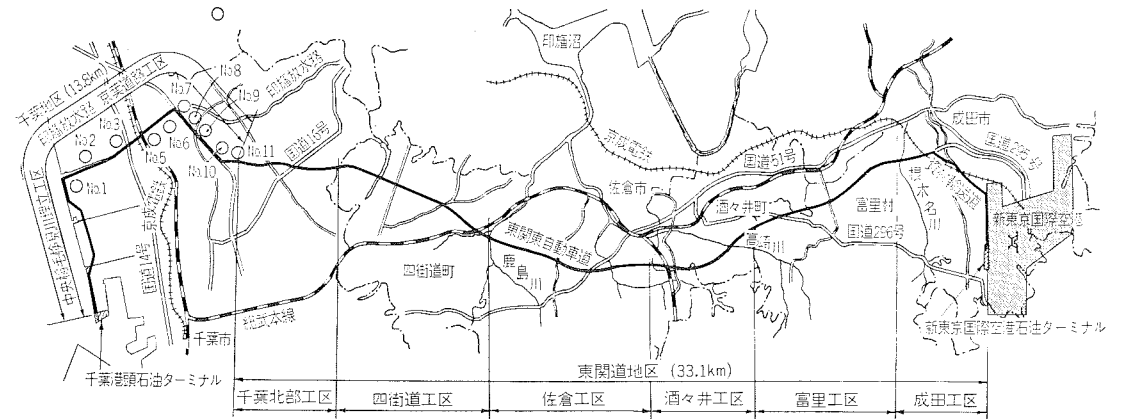 千葉地区 (13.8km)
印旛放水路 京葉道路工区
中央幹線検見川埋立工区
No.1
No.2
No.3
No.5
No.6
No.7
No.8
No.9
No.10
No.11
印旛放水路
国道16号
京成電鉄
国道14号
千葉市
総武本線
千葉港頭石油ターミナル
印旛沼
京成電鉄
国道51号
成田市
国道295号
佐倉市
酒々井町
富里村
根木名川
国道296号
高崎川
東関東自動車道
四街道町
鹿島川
新東京国際空港
新東京国際空港石油ターミナル
東関道地区 (33.1km)
千葉北部工区
四街道工区
佐倉工区
酒々井工区
富里工区
成田工区